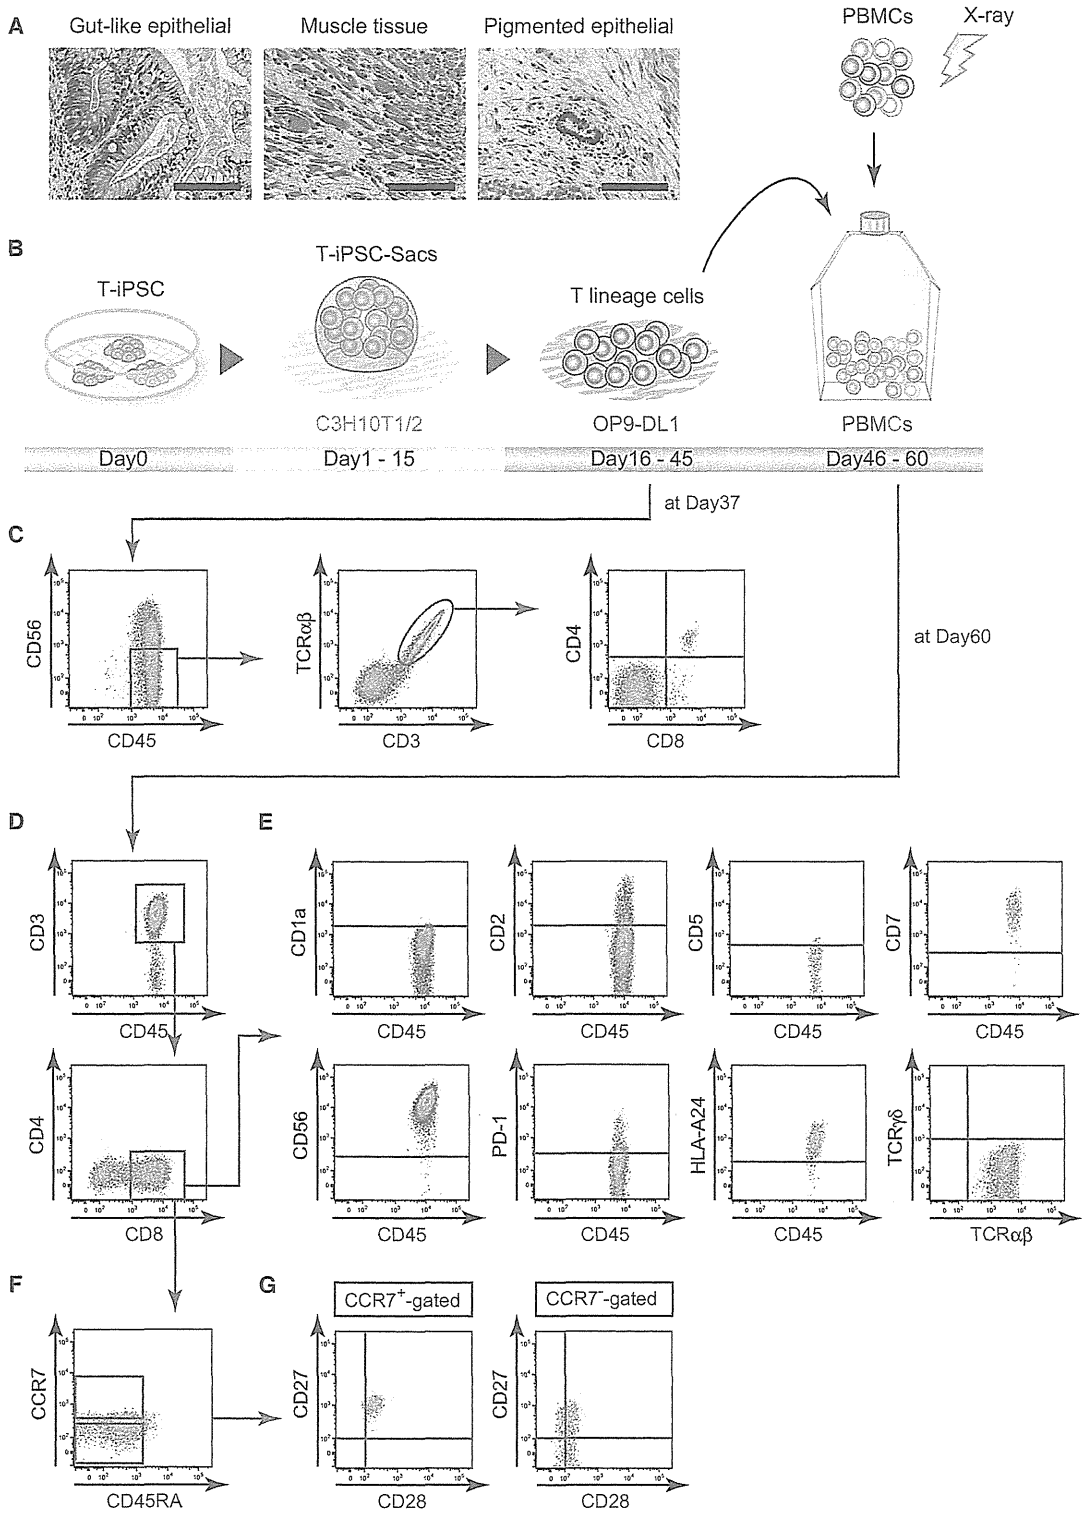 A
Gut-like epithelial
Muscle tissue
Pigmented epithelial
PBMCs
X-ray
B
T-iPSC
T-iPSC-Sacs
T lineage cells
C3H10T1/2
OP9-DL1
PBMCs
Day0
Day1 - 15
Day16 - 45
Day46 - 60
at Day37
at Day60
C
CD56
CD45
TCRαβ
CD3
CD4
CD8
D
CD3
CD45
CD4
CD8
E
CD1a
CD45
CD2
CD45
CD5
CD45
CD7
CD45
CD56
CD45
PD-1
CD45
HLA-A24
CD45
TCRγδ
TCRαβ
F
CCR7
CD45RA
G
CCR7+-gated
CD27
CD28
CCR7--gated
CD27
CD28